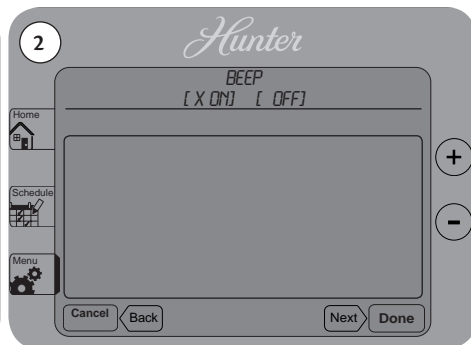 2
Hunter
BEEP
[ X ON] [ OFF]
Home
Schedule
Menu
+
-
Cancel
Back
Next
Done